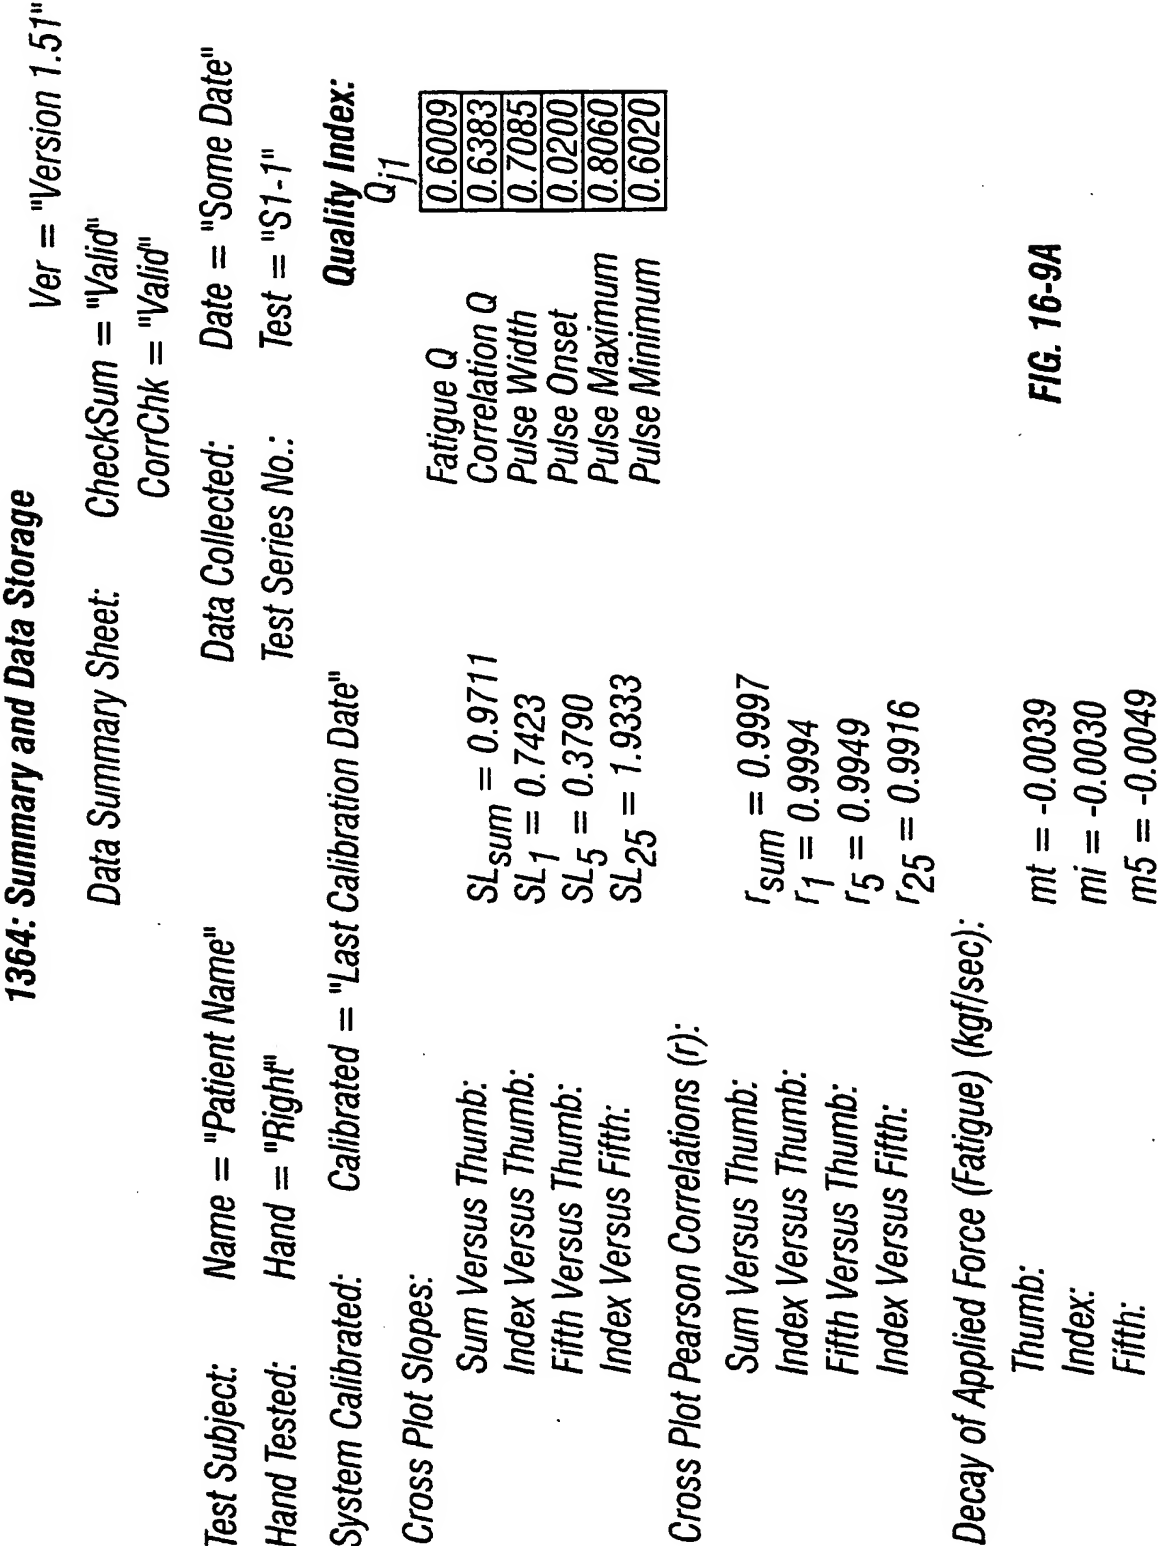 1364: Summary and Data Storage
Ver = "Version 1.51"
Data Summary Sheet: CheckSum = "Valid"
CorrChk = "Valid"
Test Subject: Name = "Patient Name" Data Collected: Date = "Some Date"
Hand Tested: Hand = "Right" Test Series No.: Test = "S1-1"
System Calibrated: Calibrated = "Last Calibration Date" Quality Index:
Qj1
Cross Plot Slopes:
Fatigue Q 0.6009
Sum Versus Thumb: SLsum = 0.9711 Correlation Q 0.6383
Index Versus Thumb: SL1 = 0.7423 Pulse Width 0.7085
Fifth Versus Thumb: SL5 = 0.3790 Pulse Onset 0.0200
Index Versus Fifth: SL25 = 1.9333 Pulse Maximum 0.8060
Pulse Minimum 0.6020
Cross Plot Pearson Correlations (r):
Sum Versus Thumb: rsum = 0.9997
Index Versus Thumb: r1 = 0.9994
Fifth Versus Thumb: r5 = 0.9949
Index Versus Fifth: r25 = 0.9916
Decay of Applied Force (Fatigue) (kgf/sec):
Thumb: mt = -0.0039
Index: mi = -0.0030
Fifth: m5 = -0.0049
FIG. 16-9A